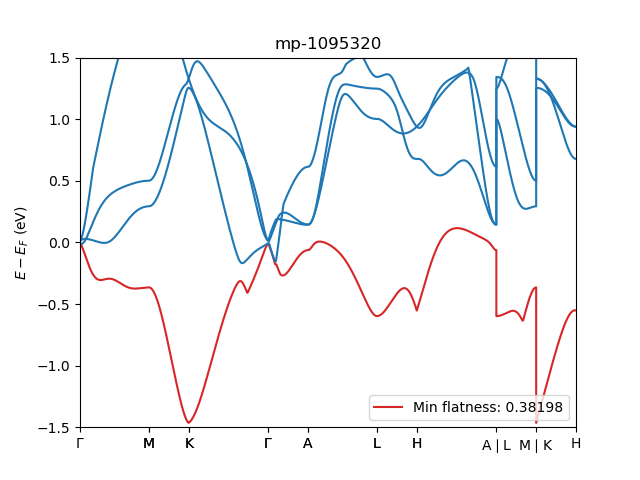 mp-1095320
E − E_F (eV)
1.5
1.0
0.5
0.0
−0.5
−1.0
−1.5
Min flatness: 0.38198
Γ M K Γ A L H A | L M | K H